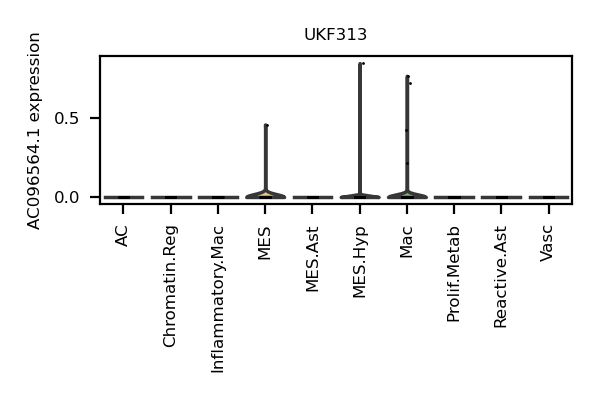 UKF313
AC096564.1 expression
0.5
0.0
AC
Chromatin.Reg
Inflammatory.Mac
MES
MES.Ast
MES.Hyp
Mac
Prolif.Metab
Reactive.Ast
Vasc